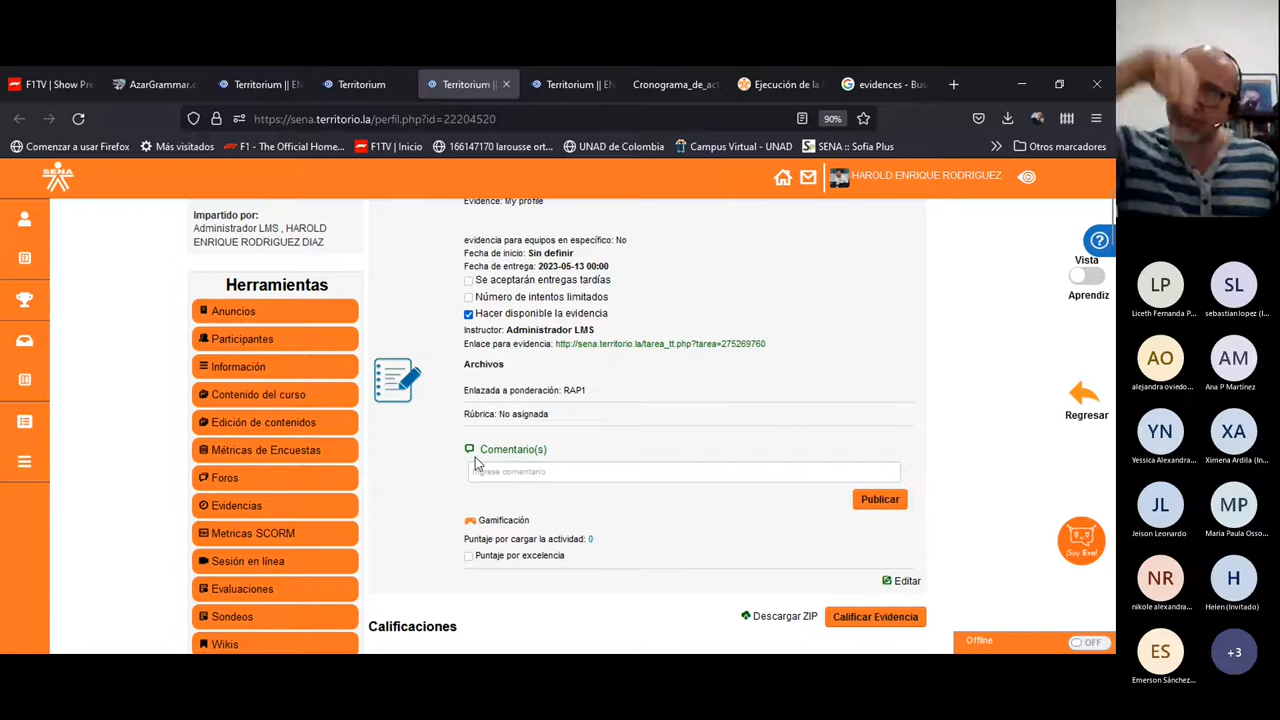 F1TV | Show Pre
AzarGrammar.c
Territorium || EN
Territorium
Territorium ||
Territorium || EN
Cronograma_de_act
Ejecución de la
evidences - Bus
https://sena.territorio.la/perfil.php?id=22204520
90%
Comenzar a usar Firefox
Más visitados
F1 - The Official Home...
F1TV | Inicio
166147170 larousse ort...
UNAD de Colombia
Campus Virtual - UNAD
SENA :: Sofia Plus
Otros marcadores
SENA
HAROLD ENRIQUE RODRIGUEZ
Impartido por:
Administrador LMS , HAROLD
ENRIQUE RODRIGUEZ DIAZ
Herramientas
Anuncios
Participantes
Información
Contenido del curso
Edición de contenidos
Métricas de Encuestas
Foros
Evidencias
Metricas SCORM
Sesión en línea
Evaluaciones
Sondeos
Wikis
Evidence: My profile
evidencia para equipos en específico: No
Fecha de inicio: Sin definir
Fecha de entrega: 2023-05-13 00:00
Se aceptarán entregas tardías
Número de intentos limitados
Hacer disponible la evidencia
Instructor: Administrador LMS
Enlace para evidencia: http://sena.territorio.la/tarea_tt.php?tarea=275269760
Archivos
Enlazada a ponderación: RAP1
Rúbrica: No asignada
Comentario(s)
Ingrese comentario
Publicar
Gamificación
Puntaje por cargar la actividad: 0
Puntaje por excelencia
Editar
Descargar ZIP
Calificar Evidencia
Calificaciones
Vista
Aprendiz
Regresar
¡Soy Eva!
Offline
OFF
LP
Liceth Fernanda P...
SL
sebastian lopez (I...
AO
alejandra oviedo...
AM
Ana P Martínez
YN
Yessica Alexandra...
XA
Ximena Ardila (In...
JL
Jeison Leonardo
MP
Maria Paula Osso...
NR
nikole alexandra...
H
Helen (Invitado)
ES
Emerson Sánchez...
+3